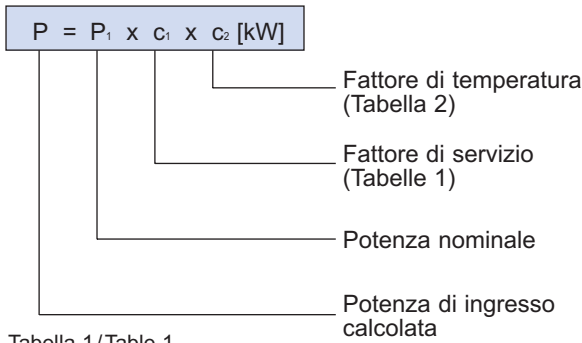 P = P₁ x c₁ x c₂ [kW]
Fattore di temperatura
(Tabella 2)
Fattore di servizio
(Tabelle 1)
Potenza nominale
Potenza di ingresso
calcolata
Tabella 1/Table 1